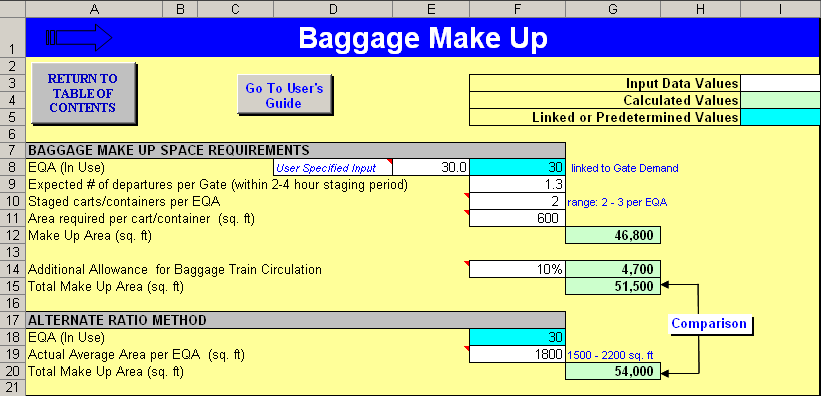 A B C D E F G H I
1 Baggage Make Up
2
RETURN TO
TABLE OF
CONTENTS
Go To User's
Guide
3 Input Data Values
4 Calculated Values
5 Linked or Predetermined Values
6
7 BAGGAGE MAKE UP SPACE REQUIREMENTS
8 EQA (In Use) User Specified Input 30.0 30 linked to Gate Demand
9 Expected # of departures per Gate (within 2-4 hour staging period) 1.3
10 Staged carts/containers per EQA 2 range: 2 - 3 per EQA
11 Area required per cart/container (sq. ft) 600
12 Make Up Area (sq. ft) 46,800
13
14 Additional Allowance for Baggage Train Circulation 10% 4,700
15 Total Make Up Area (sq. ft) 51,500
16
17 ALTERNATE RATIO METHOD
Comparison
18 EQA (In Use) 30
19 Actual Average Area per EQA (sq. ft) 1800 1500 - 2200 sq. ft
20 Total Make Up Area (sq. ft) 54,000
21